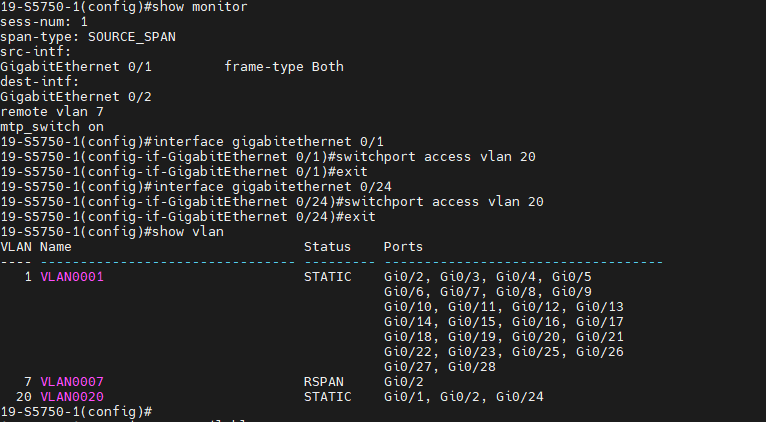 19-S5750-1(config)#show monitor
sess-num: 1
span-type: SOURCE_SPAN
src-intf:
GigabitEthernet 0/1         frame-type Both
dest-intf:
GigabitEthernet 0/2
remote vlan 7
mtp_switch on
19-S5750-1(config)#interface gigabitethernet 0/1
19-S5750-1(config-if-GigabitEthernet 0/1)#switchport access vlan 20
19-S5750-1(config-if-GigabitEthernet 0/1)#exit
19-S5750-1(config)#interface gigabitethernet 0/24
19-S5750-1(config-if-GigabitEthernet 0/24)#switchport access vlan 20
19-S5750-1(config-if-GigabitEthernet 0/24)#exit
19-S5750-1(config)#show vlan
VLAN Name                             Status    Ports
---- -------------------------------- --------- -----------------------------------
   1 VLAN0001                         STATIC    Gi0/2, Gi0/3, Gi0/4, Gi0/5
                                                Gi0/6, Gi0/7, Gi0/8, Gi0/9
                                                Gi0/10, Gi0/11, Gi0/12, Gi0/13
                                                Gi0/14, Gi0/15, Gi0/16, Gi0/17
                                                Gi0/18, Gi0/19, Gi0/20, Gi0/21
                                                Gi0/22, Gi0/23, Gi0/25, Gi0/26
                                                Gi0/27, Gi0/28
   7 VLAN0007                         RSPAN     Gi0/2
  20 VLAN0020                         STATIC    Gi0/1, Gi0/2, Gi0/24
19-S5750-1(config)#